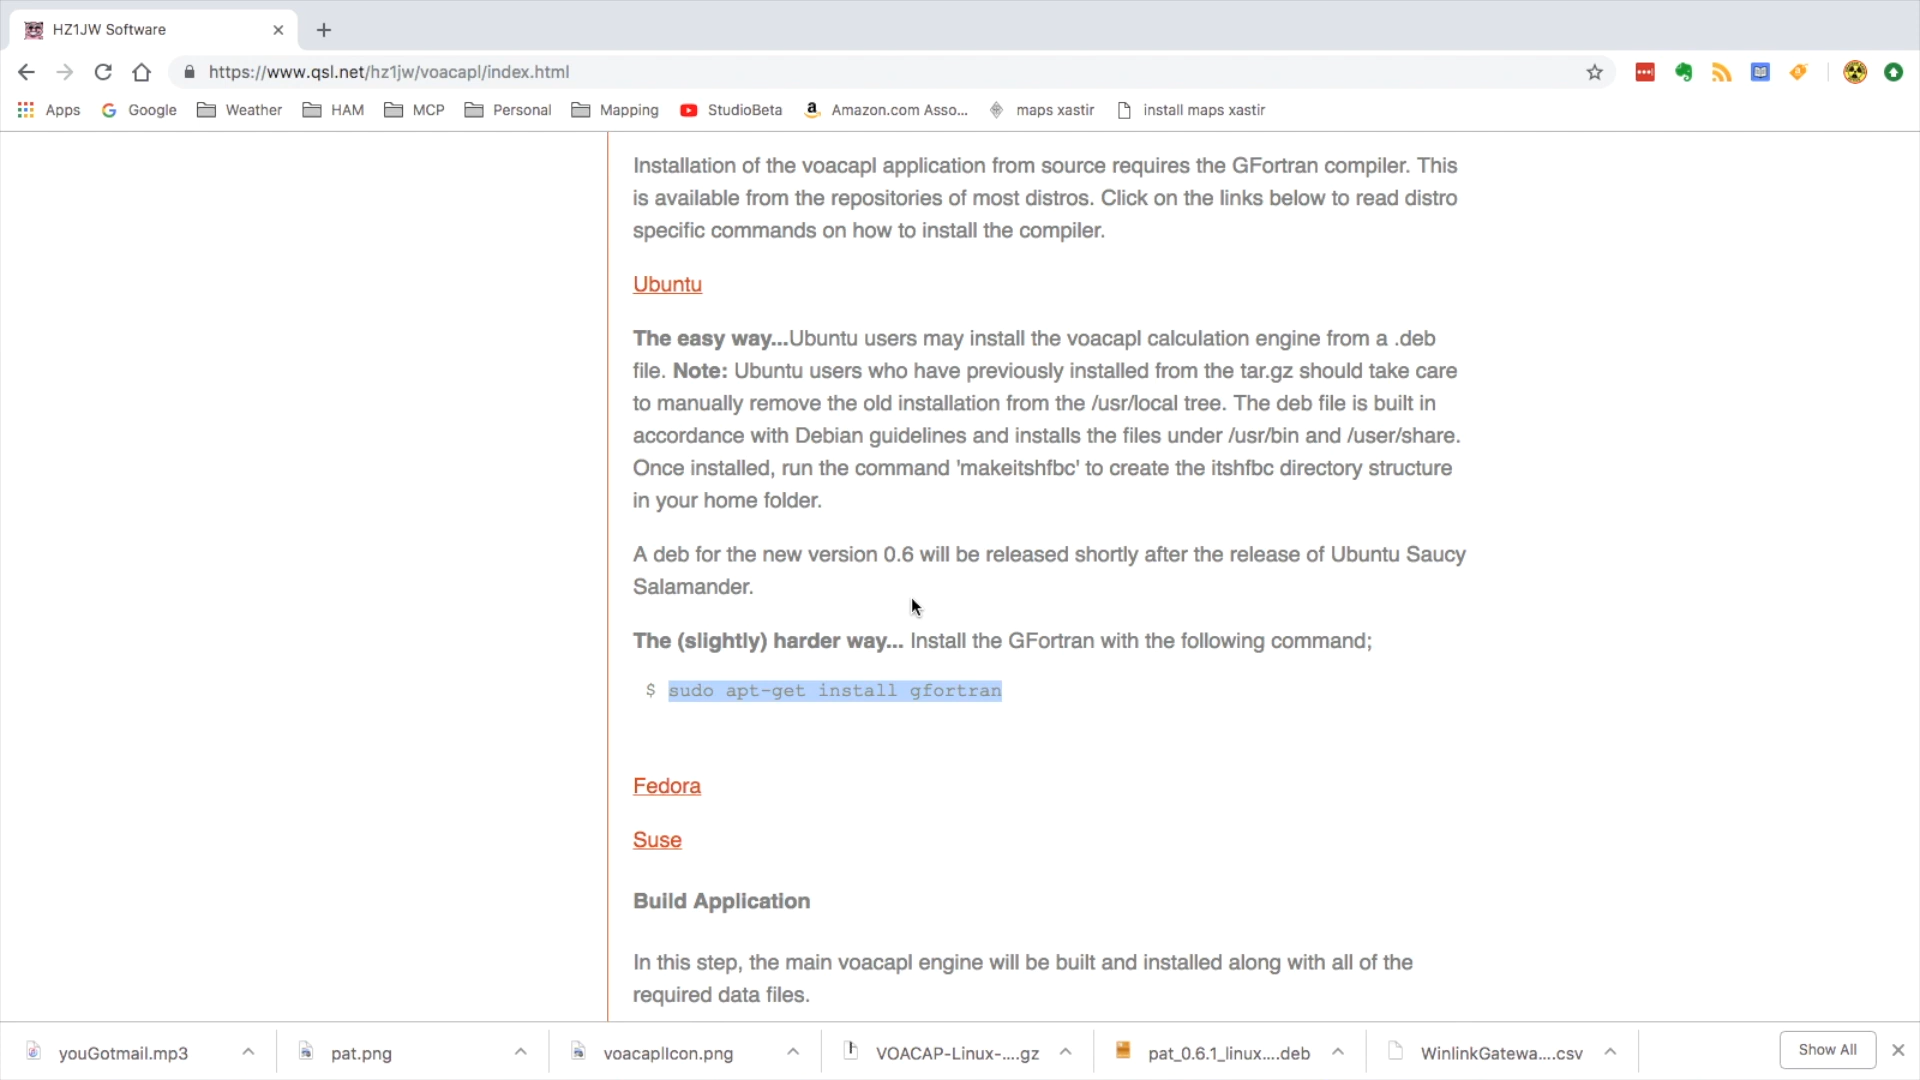 HZ1JW Software
https://www.qsl.net/hz1jw/voacapl/index.html
Apps Google Weather HAM MCP Personal Mapping StudioBeta Amazon.com Asso... maps xastir install maps xastir
Installation of the voacapl application from source requires the GFortran compiler. This
is available from the repositories of most distros. Click on the links below to read distro
specific commands on how to install the compiler.
Ubuntu
The easy way...Ubuntu users may install the voacapl calculation engine from a .deb
file. Note: Ubuntu users who have previously installed from the tar.gz should take care
to manually remove the old installation from the /usr/local tree. The deb file is built in
accordance with Debian guidelines and installs the files under /usr/bin and /user/share.
Once installed, run the command 'makeitshfbc' to create the itshfbc directory structure
in your home folder.
A deb for the new version 0.6 will be released shortly after the release of Ubuntu Saucy
Salamander.
The (slightly) harder way... Install the GFortran with the following command;
$ sudo apt-get install gfortran
Fedora
Suse
Build Application
In this step, the main voacapl engine will be built and installed along with all of the
required data files.
youGotmail.mp3 pat.png voacaplIcon.png VOACAP-Linux-....gz pat_0.6.1_linux....deb WinlinkGatewa....csv Show All